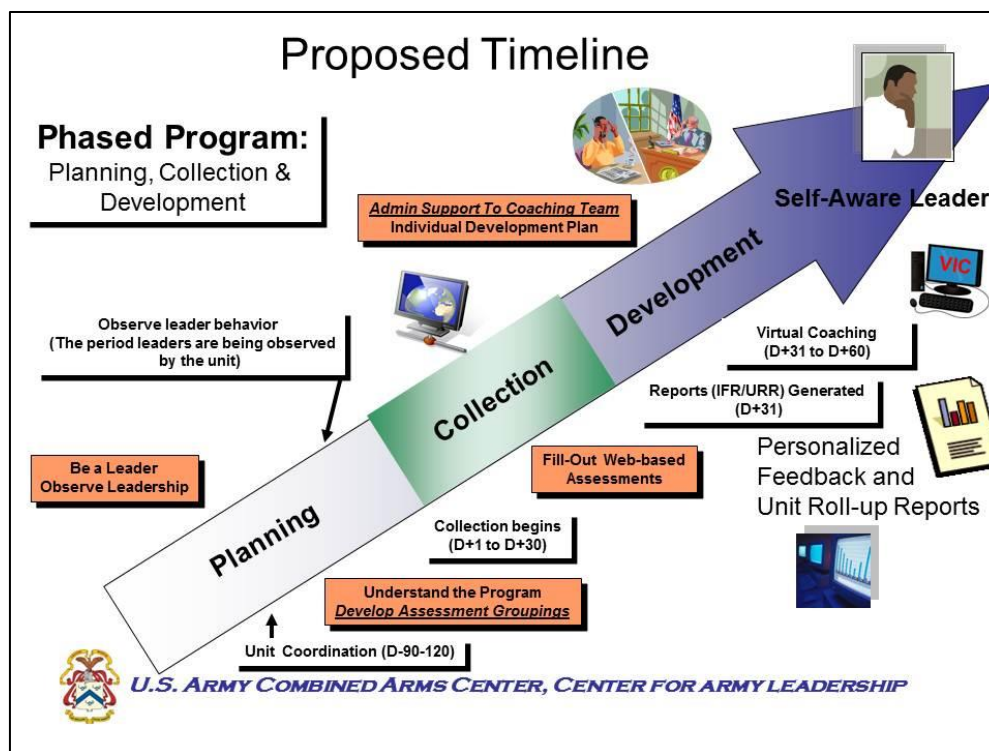 Proposed Timeline
Phased Program:
Planning, Collection &
Development
Admin Support To Coaching Team
Individual Development Plan
Self-Aware Leader
VIC
Development
Observe leader behavior
(The period leaders are being observed
by the unit)
Virtual Coaching
(D+31 to D+60)
Collection
Reports (IFR/URR) Generated
(D+31)
Be a Leader
Observe Leadership
Fill-Out Web-based
Assessments
Personalized
Feedback and
Unit Roll-up Reports
Planning
Collection begins
(D+1 to D+30)
Understand the Program
Develop Assessment Groupings
Unit Coordination (D-90-120)
U.S. ARMY COMBINED ARMS CENTER, CENTER FOR ARMY LEADERSHIP